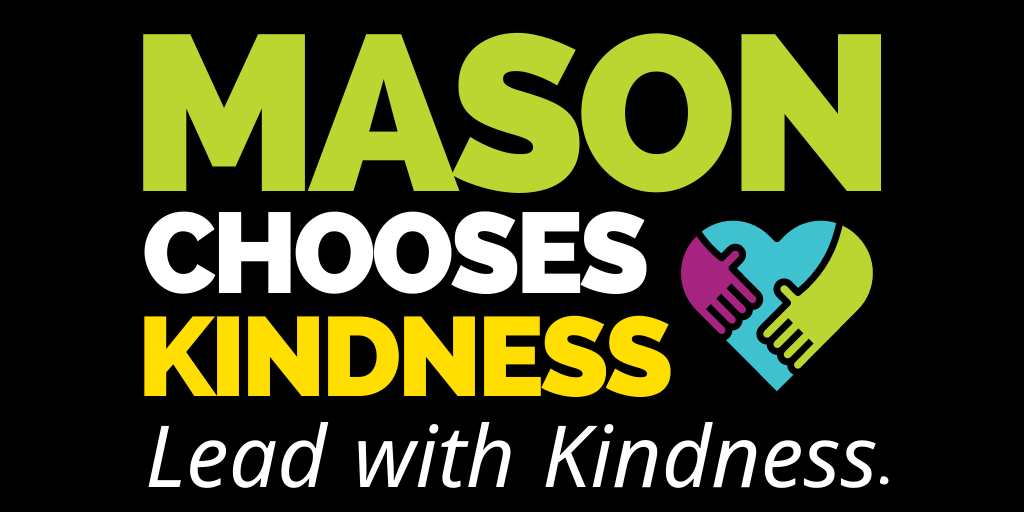 MASON
CHOOSES
KINDNESS
Lead with Kindness.